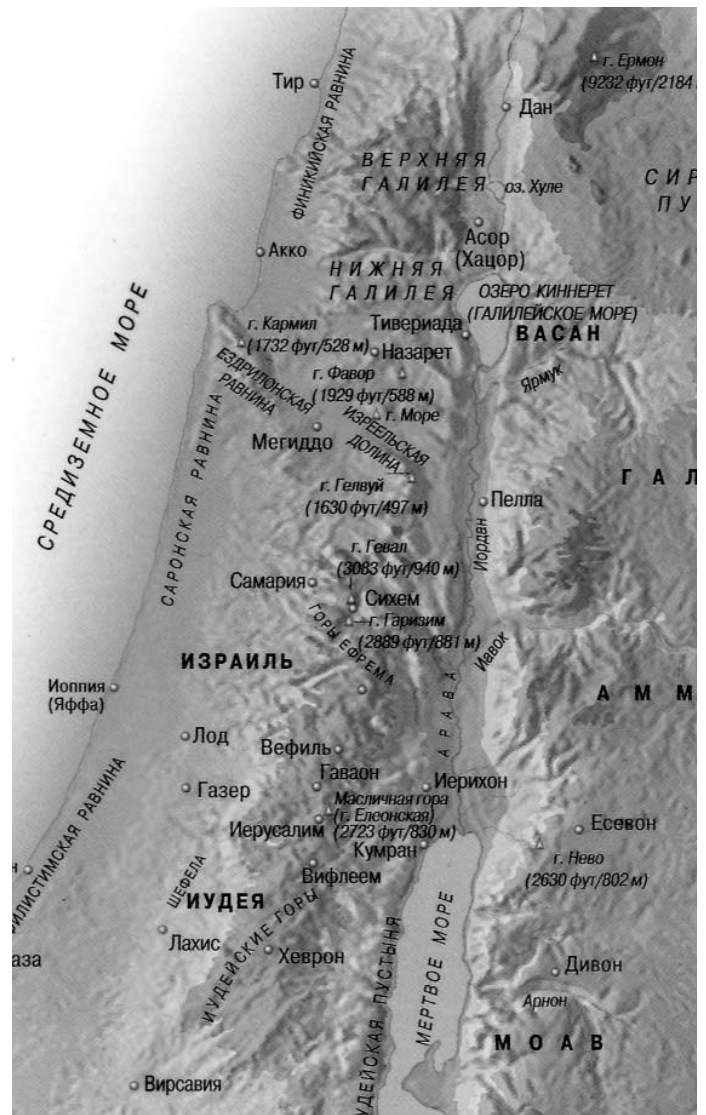 г. Ермон
(9232 фут/2184
Тир
Дан
ФИНИКИЙСКАЯ РАВНИНА
ВЕРХНЯЯ
ГАЛИЛЕЯ
оз. Хуле
СИР
ПУ
Асор
(Хацор)
Акко
НИЖНЯЯ
ГАЛИЛЕЯ
ОЗЕРО КИННЕРЕТ
(ГАЛИЛЕЙСКОЕ МОРЕ)
СРЕДИЗЕМНОЕ МОРЕ
г. Кармил
(1732 фут/528 м)
Тивериада
ВАСАН
Назарет
ЕЗДРИЛОНСКАЯ
РАВНИНА
г. Фавор
(1929 фут/588 м)
Ярмук
г. Море
Мегиддо
ИЗРЕЕЛЬСКАЯ
ДОЛИНА
САРОНСКАЯ РАВНИНА
г. Гелвуй
(1630 фут/497 м)
ГАЛ
Пелла
Иордан
г. Гевал
(3083 фут/940 м)
Самария
Сихем
г. Гаризим
(2889 фут/881 м)
ГОРЫ ЕФРЕМА
Иавок
ИЗРАИЛЬ
АРАВА
Иоппия
(Яффа)
АММ
Лод
Вефиль
Газер
Гаваон
Иерихон
Масличная гора
(г. Елеонская)
(2723 фут/830 м)
Иерусалим
Есевон
Кумран
г. Нево
(2630 фут/802 м)
н
ИЛИСТИМСКАЯ РАВНИНА
Вифлеем
ШЕФЕЛА
ИУДЕЯ
ИУДЕЙСКИЕ ГОРЫ
Лахис
Хеврон
аза
УДЕЙСКАЯ ПУСТЫНЯ
МЕРТВОЕ МОРЕ
Дивон
Арнон
МОАВ
Вирсавия